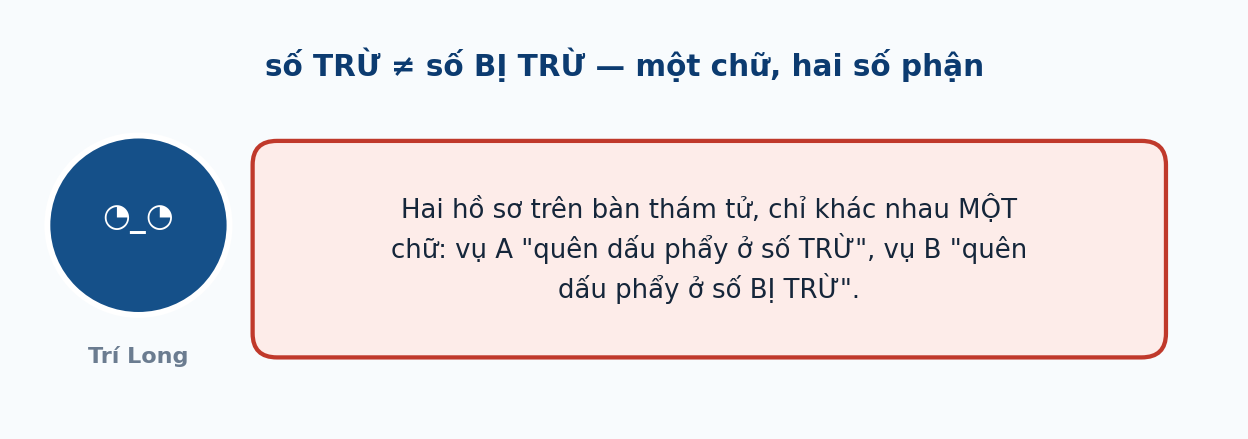 số TRỪ ≠ số BỊ TRỪ — một chữ, hai số phận
Hai hồ sơ trên bàn thám tử, chỉ khác nhau MỘT
chữ: vụ A "quên dấu phẩy ở số TRỪ", vụ B "quên
dấu phẩy ở số BỊ TRỪ".
◔_◔
Trí Long